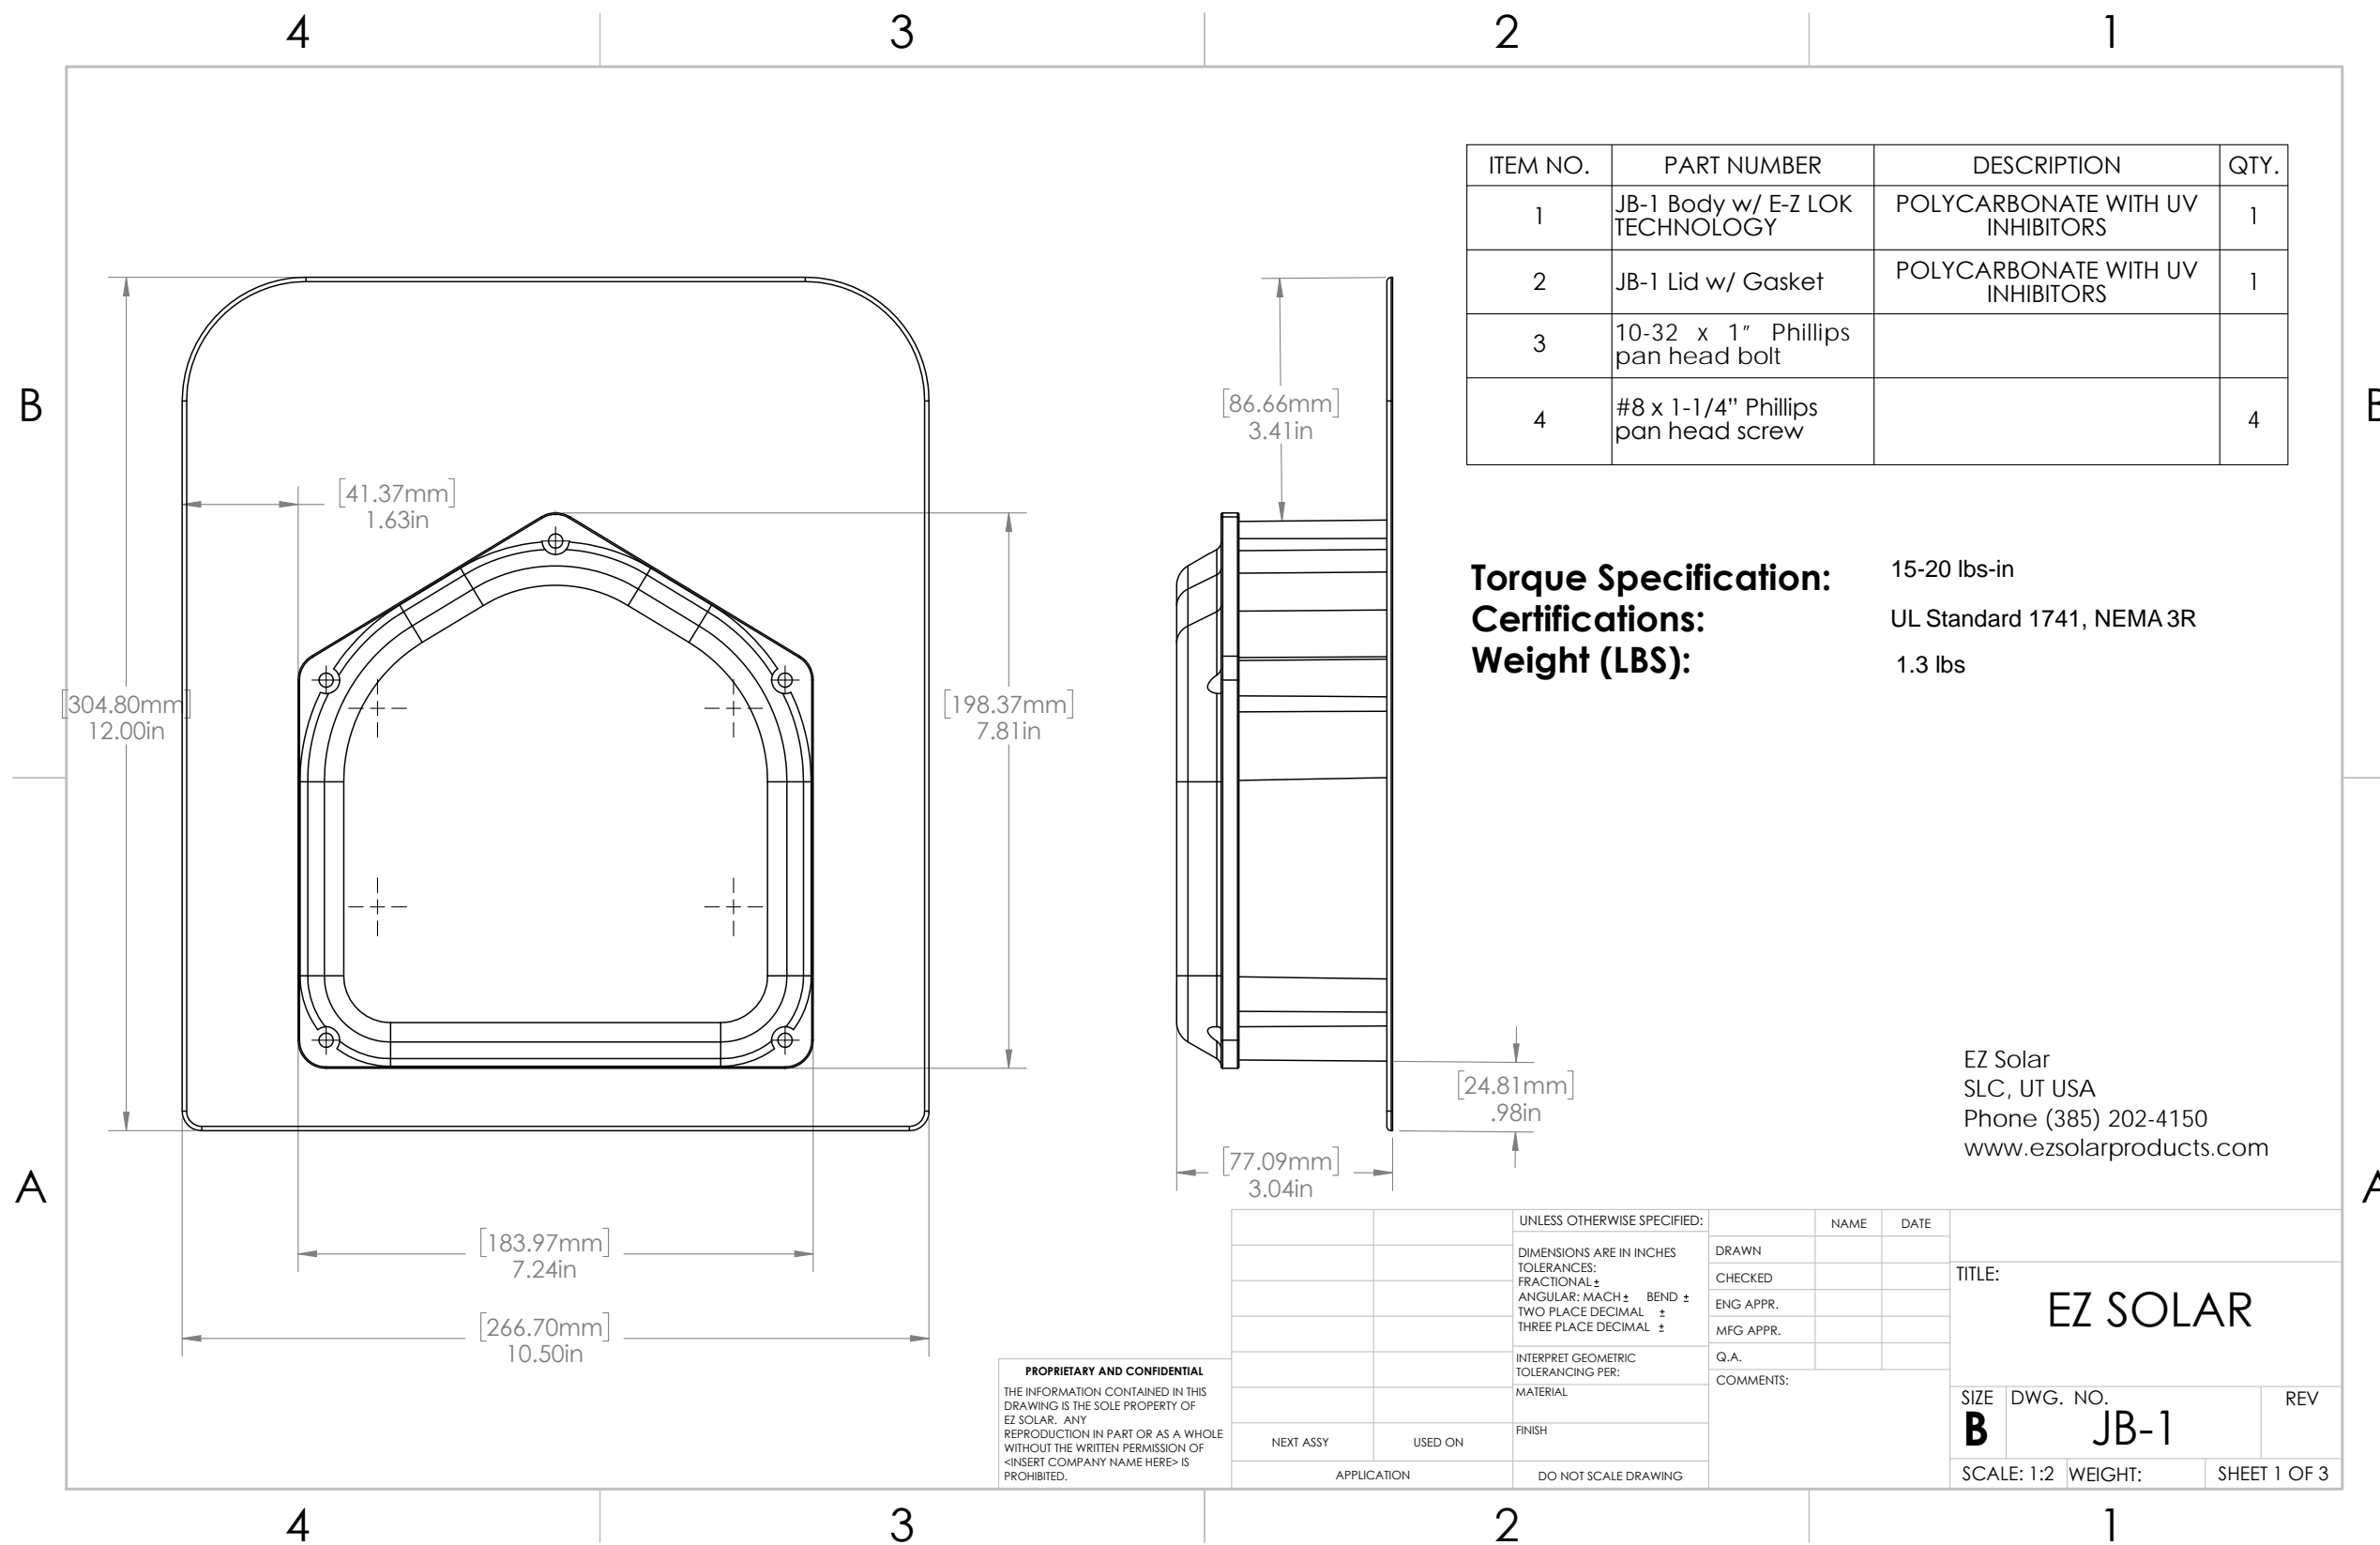 4 3 2 1
ITEM NO. PART NUMBER DESCRIPTION QTY.
1 JB-1 Body w/ E-Z LOK TECHNOLOGY POLYCARBONATE WITH UV INHIBITORS 1
2 JB-1 Lid w/ Gasket POLYCARBONATE WITH UV INHIBITORS 1
3 10-32 x 1″ Phillips pan head bolt
4 #8 x 1-1/4” Phillips pan head screw 4
B
B
[86.66mm]
3.41in
[41.37mm]
1.63in
Torque Specification: 15-20 lbs-in
Certifications: UL Standard 1741, NEMA 3R
Weight (LBS): 1.3 lbs
[304.80mm]
12.00in
[198.37mm]
7.81in
[24.81mm]
.98in
[77.09mm]
3.04in
EZ Solar
SLC, UT USA
Phone (385) 202-4150
www.ezsolarproducts.com
A
A
[183.97mm]
7.24in
[266.70mm]
10.50in
PROPRIETARY AND CONFIDENTIAL
THE INFORMATION CONTAINED IN THIS
DRAWING IS THE SOLE PROPERTY OF
EZ SOLAR. ANY
REPRODUCTION IN PART OR AS A WHOLE
WITHOUT THE WRITTEN PERMISSION OF
<INSERT COMPANY NAME HERE> IS
PROHIBITED.
NEXT ASSY USED ON
APPLICATION
UNLESS OTHERWISE SPECIFIED:
DIMENSIONS ARE IN INCHES
TOLERANCES:
FRACTIONAL ±
ANGULAR: MACH ± BEND ±
TWO PLACE DECIMAL ±
THREE PLACE DECIMAL ±
INTERPRET GEOMETRIC
TOLERANCING PER:
MATERIAL
FINISH
DO NOT SCALE DRAWING
NAME DATE
DRAWN
CHECKED
ENG APPR.
MFG APPR.
Q.A.
COMMENTS:
TITLE:
EZ SOLAR
SIZE DWG. NO. REV
B JB-1
SCALE: 1:2 WEIGHT: SHEET 1 OF 3
4 3 2 1